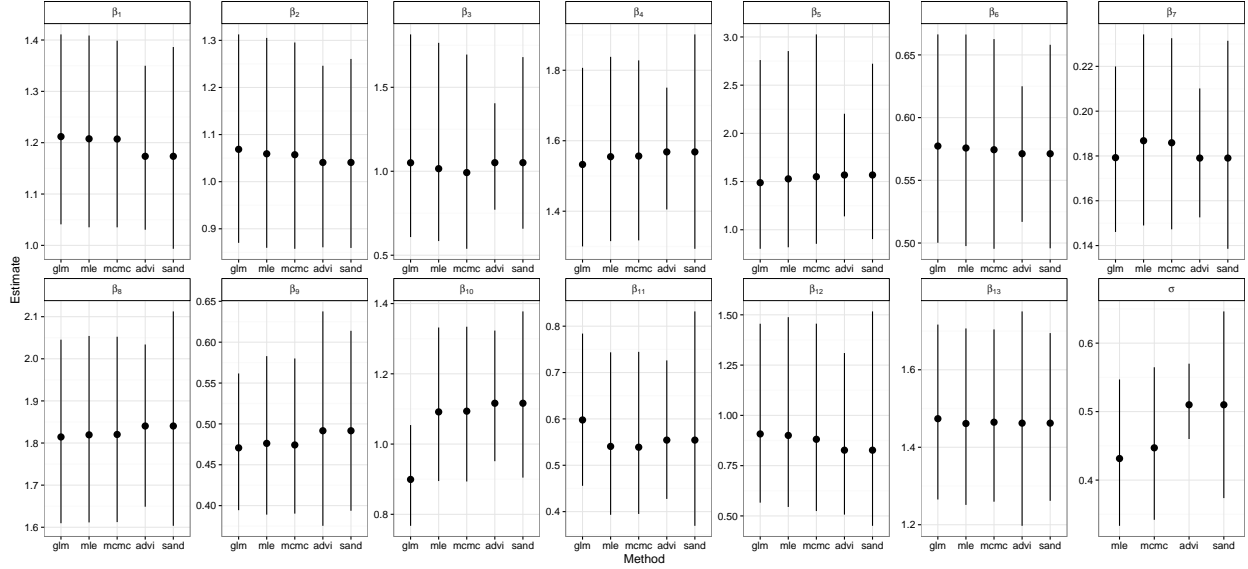 β1 β2 β3 β4 β5 β6 β7
1.0 1.1 1.2 1.3 1.4
0.9 1.0 1.1 1.2 1.3
0.5 1.0 1.5
1.4 1.6 1.8
1.0 1.5 2.0 2.5 3.0
0.50 0.55 0.60 0.65
0.14 0.16 0.18 0.20 0.22
glm mle mcmc advi sand glm mle mcmc advi sand glm mle mcmc advi sand glm mle mcmc advi sand glm mle mcmc advi sand glm mle mcmc advi sand glm mle mcmc advi sand
Estimate
β8 β9 β10 β11 β12 β13 σ
1.6 1.7 1.8 1.9 2.0 2.1
0.40 0.45 0.50 0.55 0.60 0.65
0.8 1.0 1.2 1.4
0.4 0.5 0.6 0.7 0.8
0.50 0.75 1.00 1.25 1.50
1.2 1.4 1.6
0.4 0.5 0.6
glm mle mcmc advi sand glm mle mcmc advi sand glm mle mcmc advi sand glm mle mcmc advi sand glm mle mcmc advi sand glm mle mcmc advi sand mle mcmc advi sand
Method